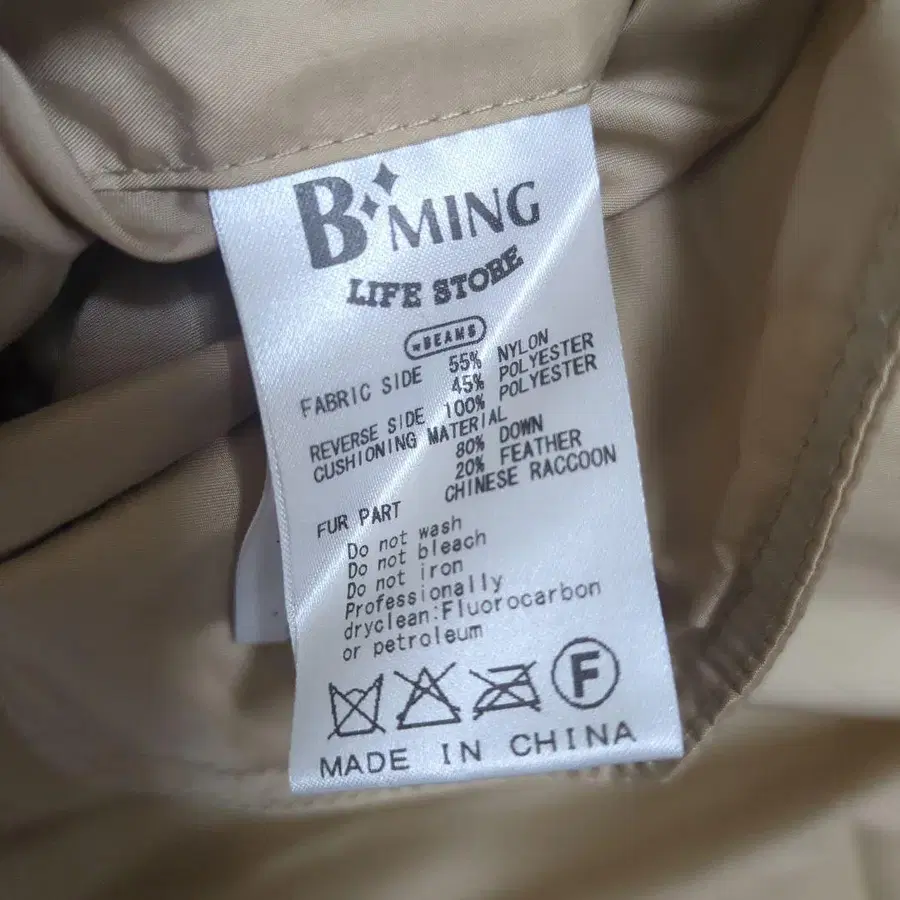 B MING
LIFE STORE
BEAMS
FABRIC SIDE 55% NYLON
45% POLYESTER
REVERSE SIDE 100% POLYESTER
CUSHIONING MATERIAL
80% DOWN
20% FEATHER
FUR PART CHINESE RACCOON
Do not wash
Do not bleach
Do not iron
Professionally
dryclean:Fluorocarbon
or petroleum
F
MADE IN CHINA